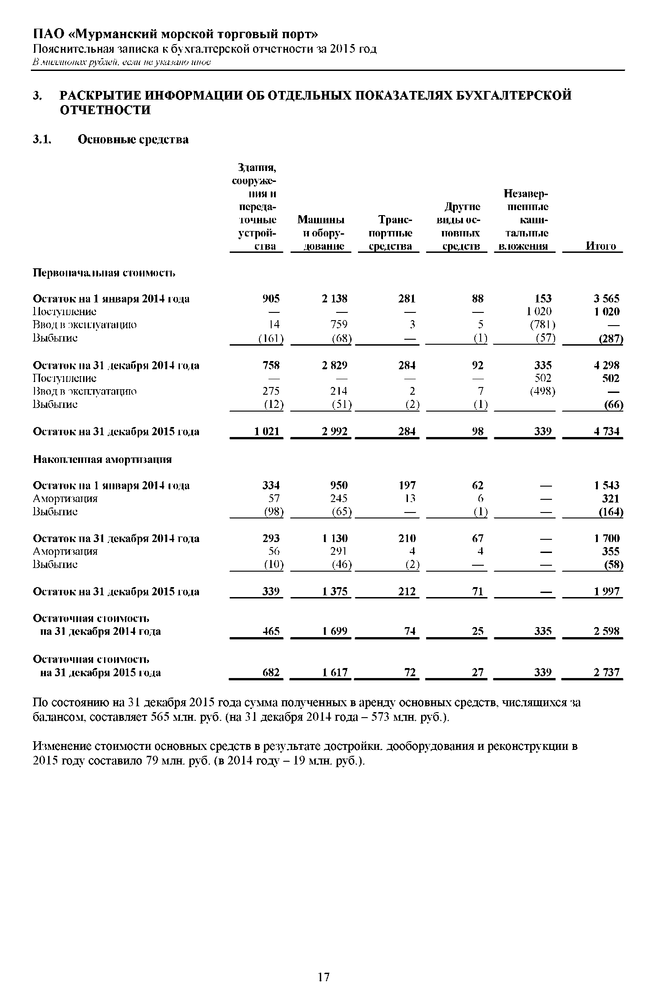 ПАО «Мурманский морской торговый порт»
Пояснительная записка к бухгалтерской отчетности за 2015 год
В миллионах рублей, если не указано иное
3. РАСКРЫТИЕ ИНФОРМАЦИИ ОБ ОТДЕЛЬНЫХ ПОКАЗАТЕЛЯХ БУХГАЛТЕРСКОЙ
ОТЧЕТНОСТИ
3.1. Основные средства
Здания,
сооруже-
ния и
Незавер-
переда-
Другие
шенные
точные
Машины
Транс-
виды ос-
капи-
устрой-
и обору-
портные
новных
тальные
ства
дование
средства
средств
вложения
Итого
Первоначальная стоимость
Остаток на 1 января 2014 года 905 2 138 281 88 153 3 565
Поступление — — — — 1 020 1 020
Ввод в эксплуатацию 14 759 3 5 (781) —
Выбытие (161) (68) — (1) (57) (287)
Остаток на 31 декабря 2014 года 758 2 829 284 92 335 4 298
Поступление — — — — 502 502
Ввод в эксплуатацию 275 214 2 7 (498) —
Выбытие (12) (51) (2) (1) (66)
Остаток на 31 декабря 2015 года 1 021 2 992 284 98 339 4 734
Накопленная амортизация
Остаток на 1 января 2014 года 334 950 197 62 — 1 543
Амортизация 57 245 13 6 — 321
Выбытие (98) (65) — (1) — (164)
Остаток на 31 декабря 2014 года 293 1 130 210 67 — 1 700
Амортизация 56 291 4 4 — 355
Выбытие (10) (46) (2) — — (58)
Остаток на 31 декабря 2015 года 339 1 375 212 71 — 1 997
Остаточная стоимость
на 31 декабря 2014 года 465 1 699 74 25 335 2 598
Остаточная стоимость
на 31 декабря 2015 года 682 1 617 72 27 339 2 737
По состоянию на 31 декабря 2015 года сумма полученных в аренду основных средств, числящихся за
балансом, составляет 565 млн. руб. (на 31 декабря 2014 года – 573 млн. руб.).
Изменение стоимости основных средств в результате достройки, дооборудования и реконструкции в
2015 году составило 79 млн. руб. (в 2014 году – 19 млн. руб.).
17